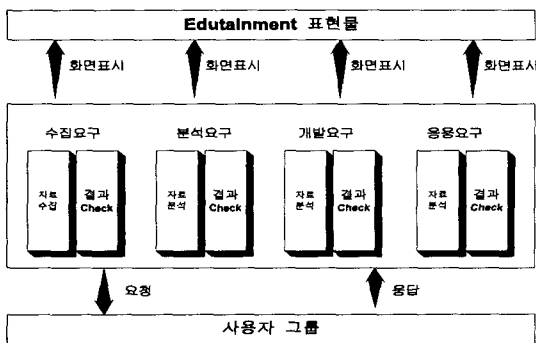 Edutainment 표현물
화면표시 화면표시 화면표시 화면표시
수집요구 분석요구 개발요구 응용요구
자료 결과 자료 결과 자료 결과 자료 결과
수집 Check 분석 Check 분석 Check 분석 Check
요청 응답
사용자 그룹